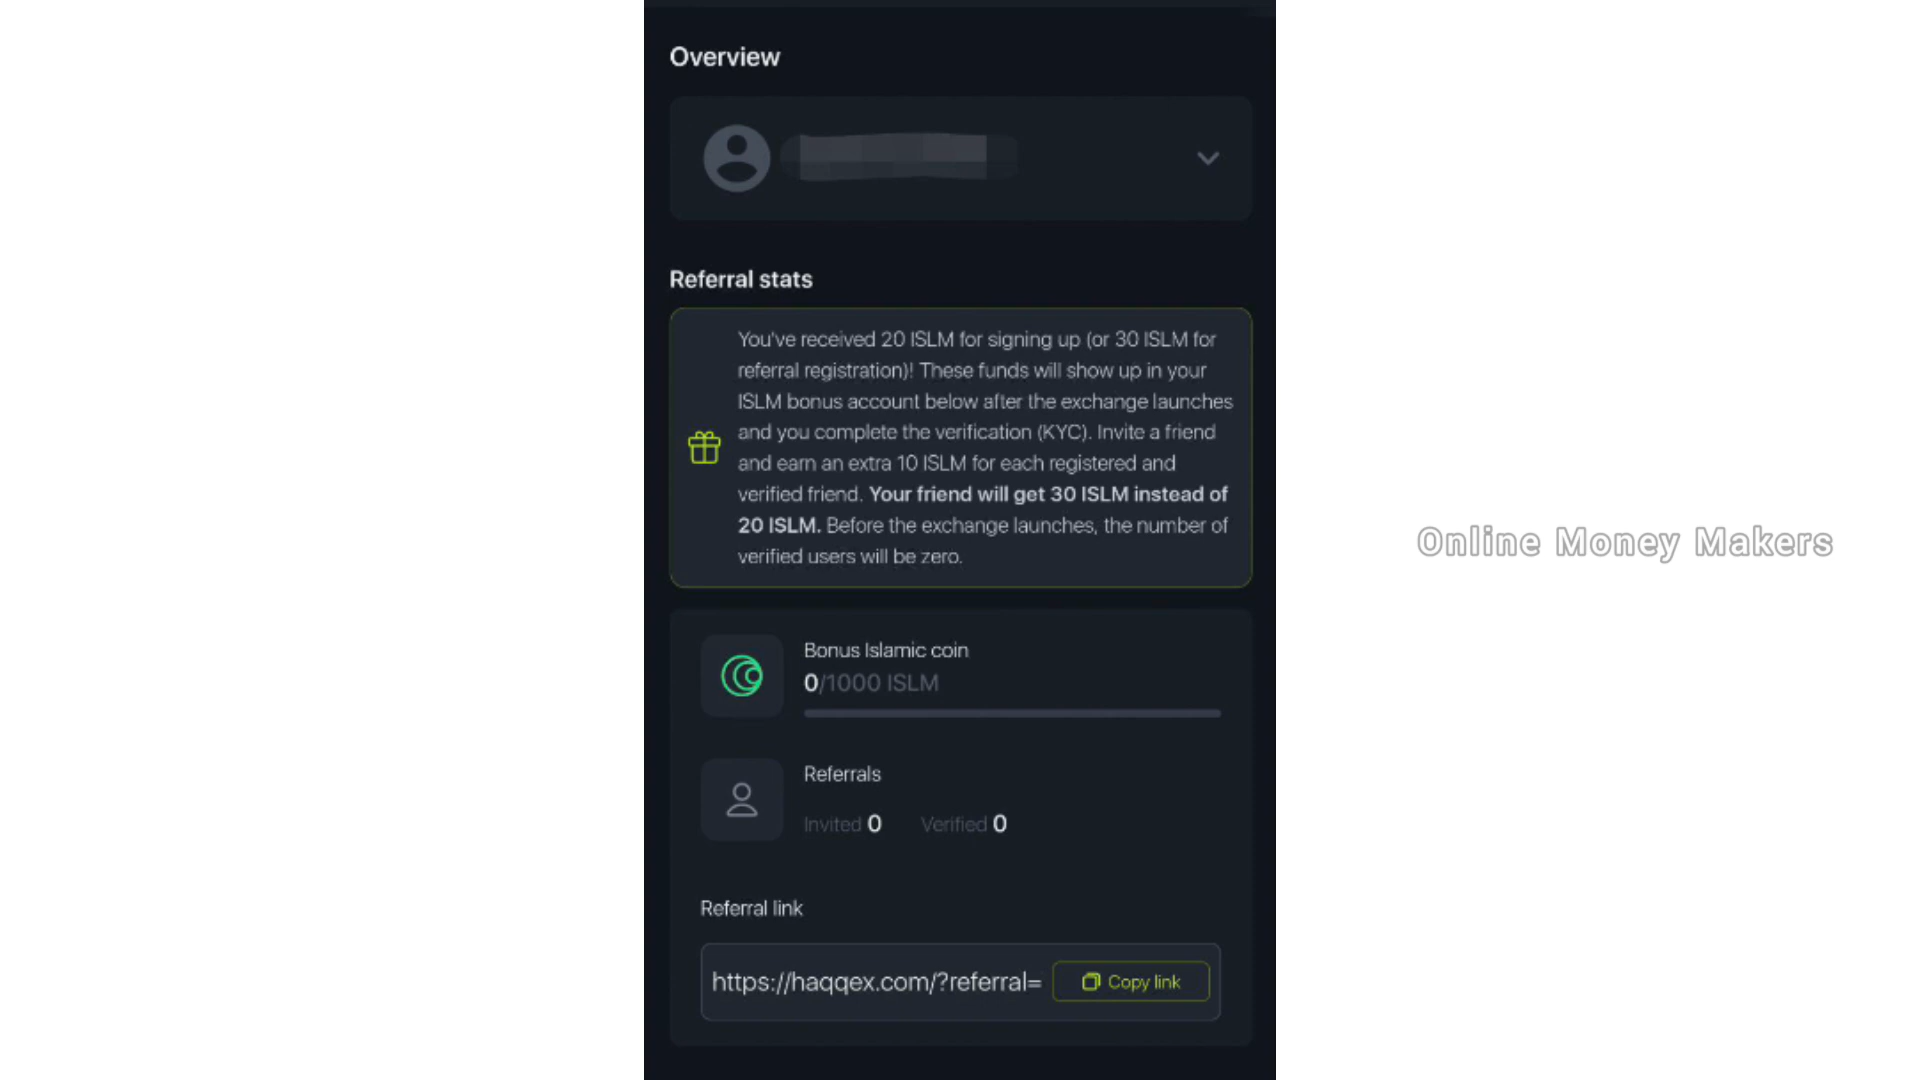 Overview
Referral stats
You've received 20 ISLM for signing up (or 30 ISLM for
referral registration)! These funds will show up in your
ISLM bonus account below after the exchange launches
and you complete the verification (KYC). Invite a friend
and earn an extra 10 ISLM for each registered and
verified friend. Your friend will get 30 ISLM instead of
20 ISLM. Before the exchange launches, the number of
verified users will be zero.
Online Money Makers
Bonus Islamic coin
0/1000 ISLM
Referrals
Invited 0 Verified 0
Referral link
https://haqqex.com/?referral= Copy link